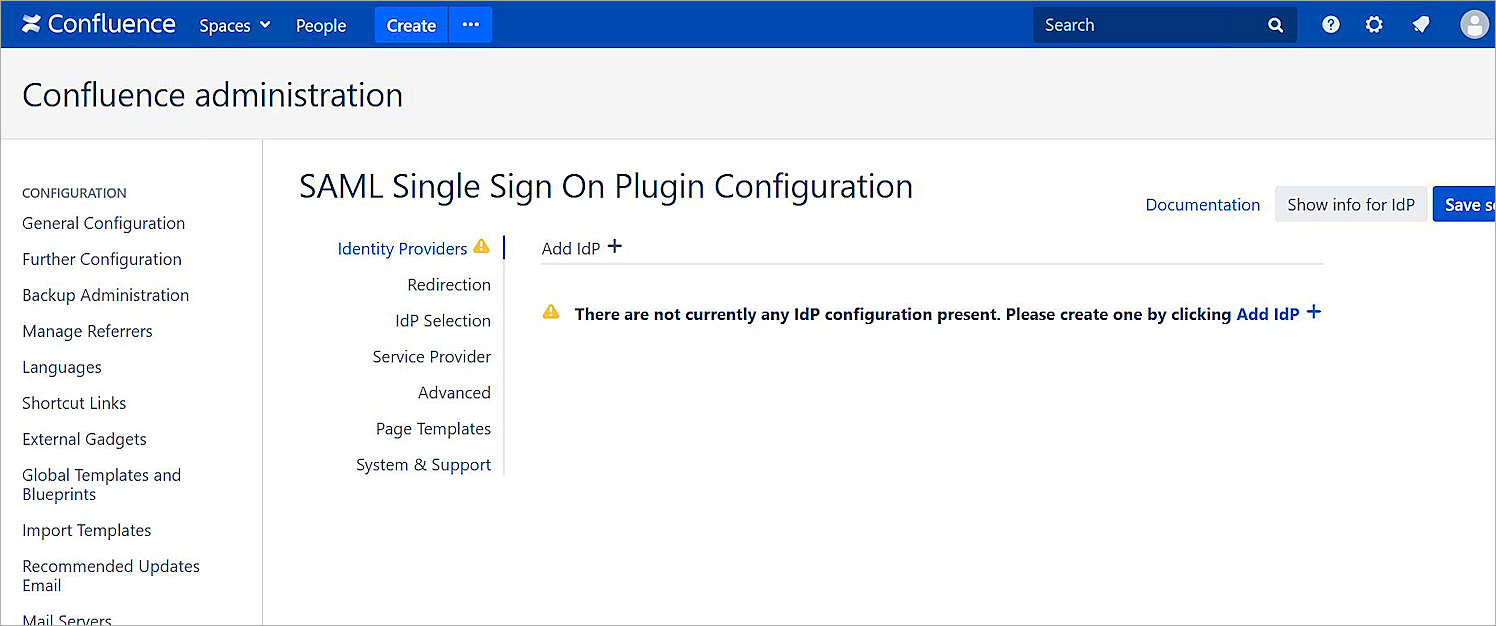 Confluence Spaces People Create ··· Search
Confluence administration
CONFIGURATION
General Configuration
Further Configuration
Backup Administration
Manage Referrers
Languages
Shortcut Links
External Gadgets
Global Templates and
Blueprints
Import Templates
Recommended Updates
Email
Mail Servers
SAML Single Sign On Plugin Configuration
Documentation Show info for IdP Save
Identity Providers
Redirection
IdP Selection
Service Provider
Advanced
Page Templates
System & Support
Add IdP +
There are not currently any IdP configuration present. Please create one by clicking Add IdP +